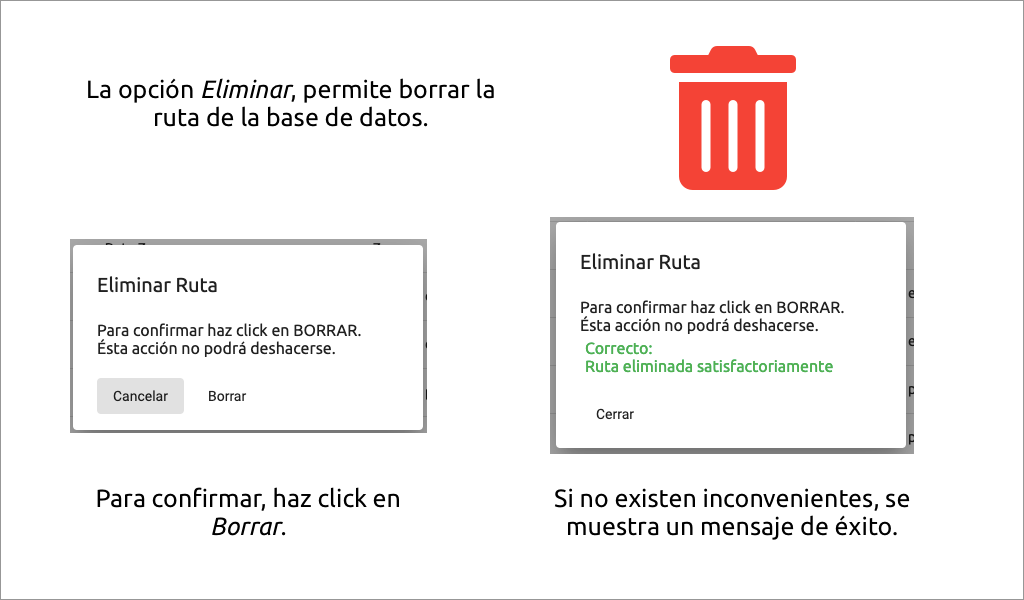 La opción Eliminar, permite borrar la
ruta de la base de datos.
Eliminar Ruta
Para confirmar haz click en BORRAR.
Ésta acción no podrá deshacerse.
Cancelar
Borrar
Para confirmar, haz click en
Borrar.
Eliminar Ruta
Para confirmar haz click en BORRAR.
Ésta acción no podrá deshacerse.
Correcto:
Ruta eliminada satisfactoriamente
Cerrar
Si no existen inconvenientes, se
muestra un mensaje de éxito.